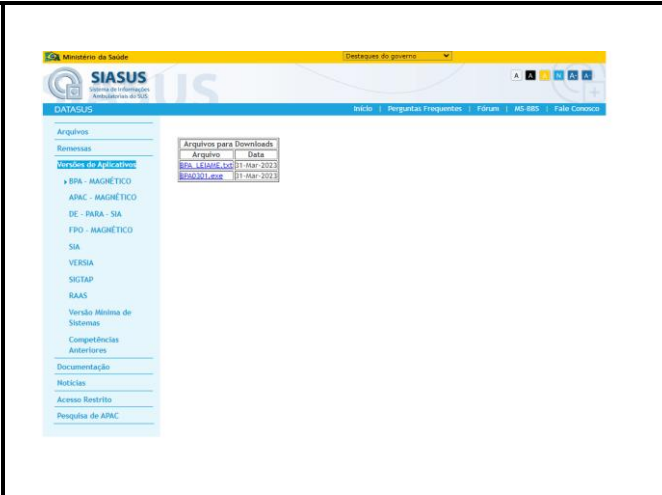 Ministério da Saúde
Destaques do governo
SIASUS
Sistema de Informações
Ambulatoriais do SUS
US
A A A N A- A+
DATASUS
Início | Perguntas Frequentes | Fórum | MS-BBS | Fale Conosco
Arquivos
Remessas
Versões de Aplicativos
BPA - MAGNÉTICO
APAC - MAGNÉTICO
DE - PARA - SIA
FPO - MAGNÉTICO
SIA
VERSIA
SIGTAP
RAAS
Versão Mínima de
Sistemas
Competências
Anteriores
Documentação
Notícias
Acesso Restrito
Pesquisa de APAC
Arquivos para Downloads
Arquivo Data
BPA_LEIAME.txt 31-Mar-2023
BPA0301.exe 31-Mar-2023